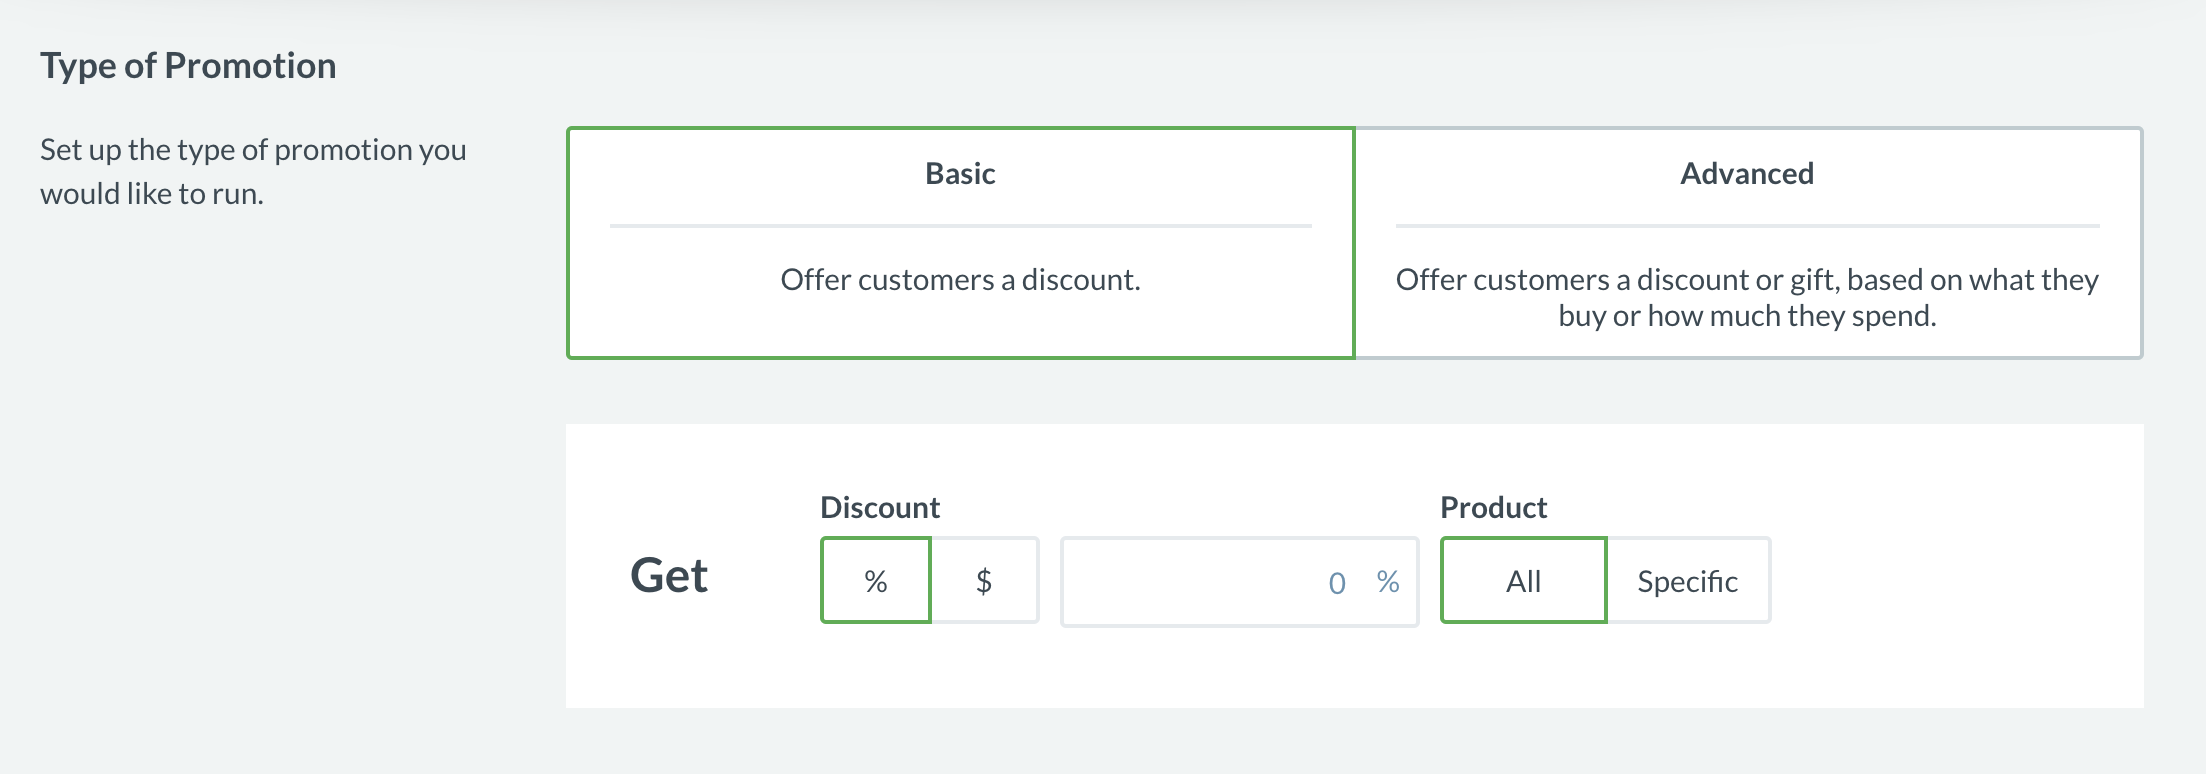 Type of Promotion
Set up the type of promotion you
would like to run.
Basic
Offer customers a discount.
Advanced
Offer customers a discount or gift, based on what they
buy or how much they spend.
Get
Discount
% $
0 %
Product
All Specific